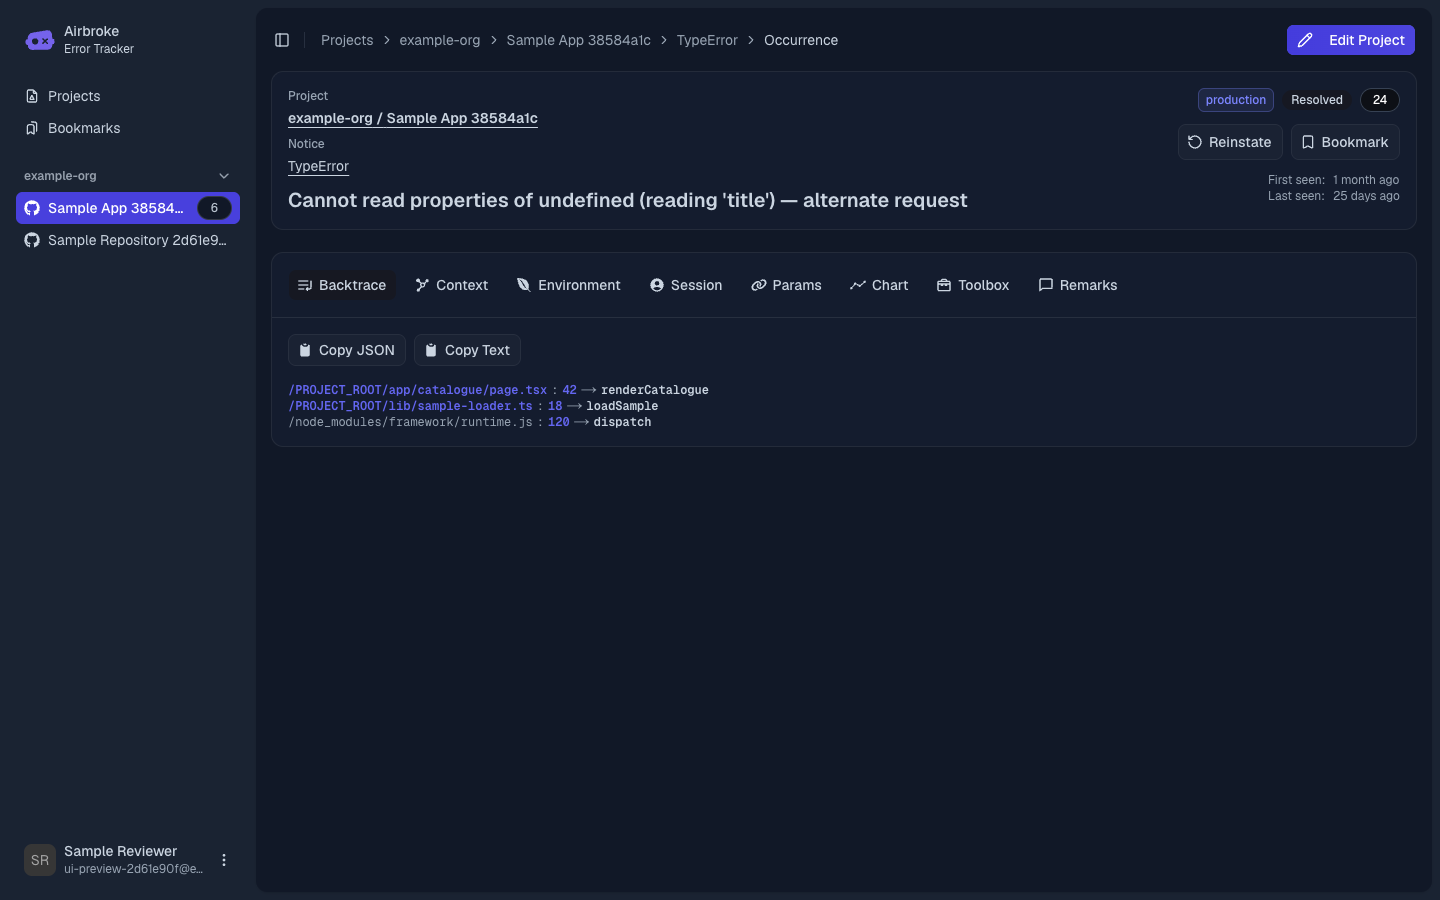 Airbroke
Error Tracker
Projects
Bookmarks
example-org
Sample App 38584... 6
Sample Repository 2d61e9...
SR
Sample Reviewer
ui-preview-2d61e90f@e...
Projects > example-org > Sample App 38584a1c > TypeError > Occurrence
Edit Project
Project
example-org / Sample App 38584a1c
Notice
TypeError
Cannot read properties of undefined (reading 'title') — alternate request
production Resolved 24
Reinstate Bookmark
First seen: 1 month ago
Last seen: 25 days ago
Backtrace Context Environment Session Params Chart Toolbox Remarks
Copy JSON Copy Text
/PROJECT_ROOT/app/catalogue/page.tsx : 42 → renderCatalogue
/PROJECT_ROOT/lib/sample-loader.ts : 18 → loadSample
/node_modules/framework/runtime.js : 120 → dispatch